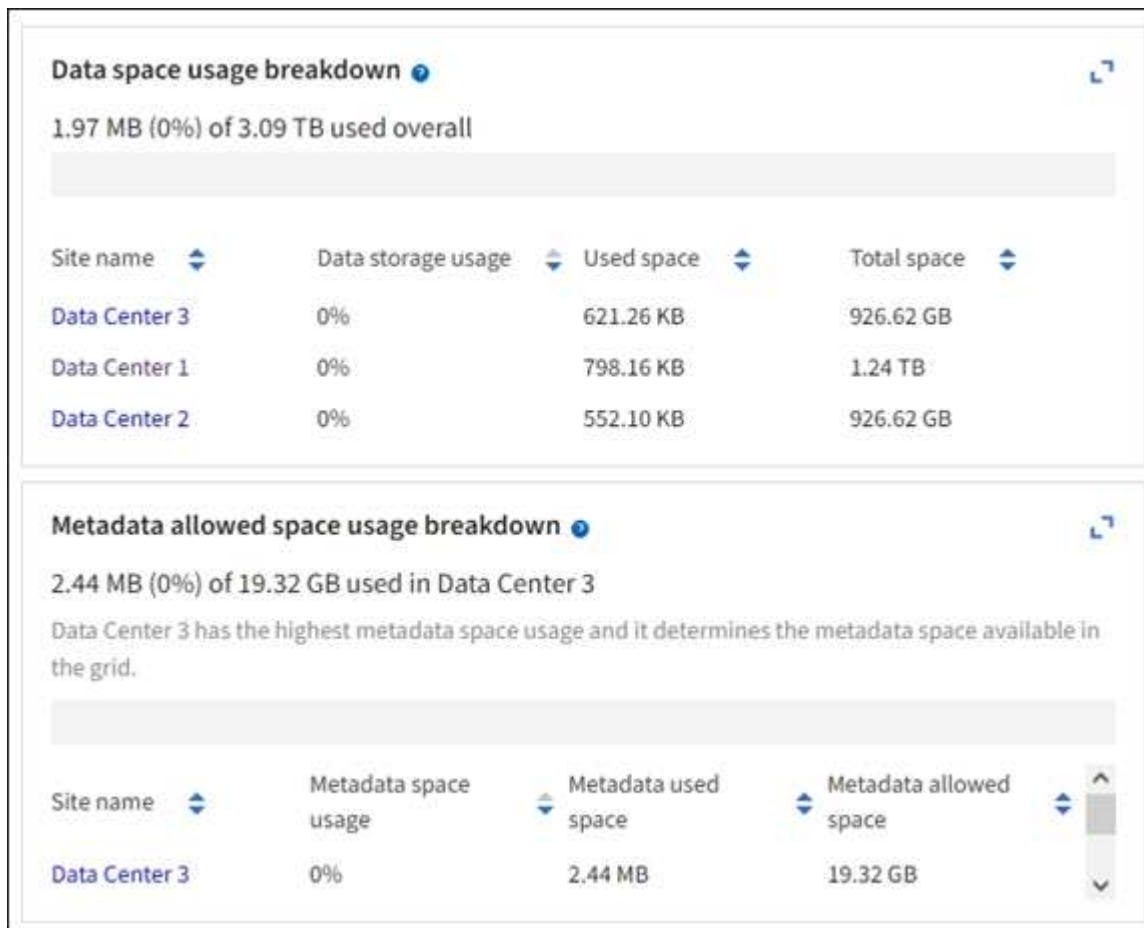 Data space usage breakdown
1.97 MB (0%) of 3.09 TB used overall
Site name Data storage usage Used space Total space
Data Center 3 0% 621.26 KB 926.62 GB
Data Center 1 0% 798.16 KB 1.24 TB
Data Center 2 0% 552.10 KB 926.62 GB
Metadata allowed space usage breakdown
2.44 MB (0%) of 19.32 GB used in Data Center 3
Data Center 3 has the highest metadata space usage and it determines the metadata space available in
the grid.
Site name Metadata space usage Metadata used space Metadata allowed space
Data Center 3 0% 2.44 MB 19.32 GB